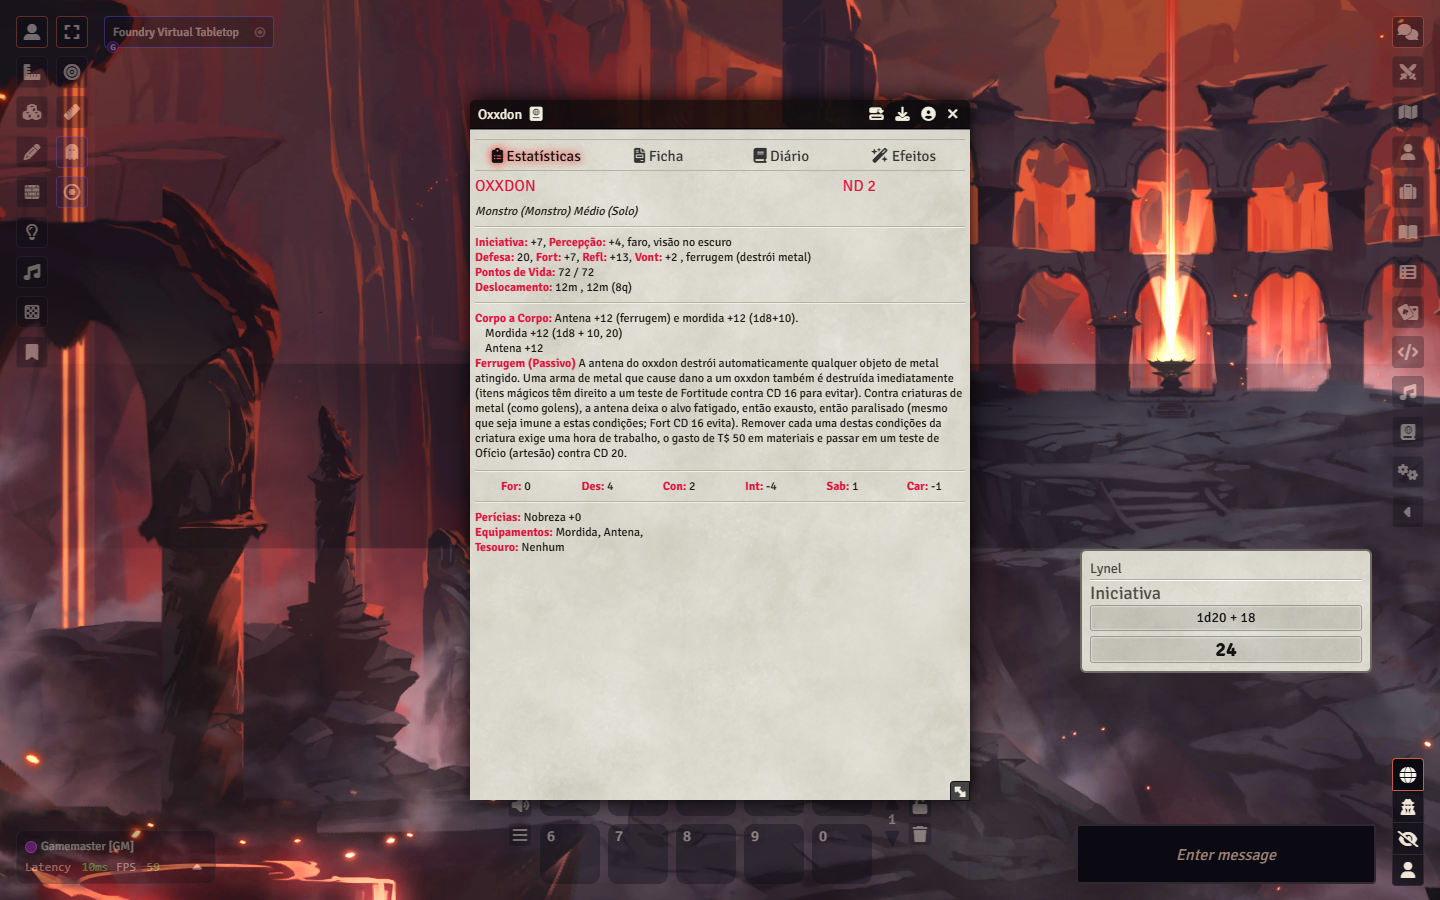 Foundry Virtual Tabletop
G
Oxxdon
Estatísticas
Ficha
Diário
Efeitos
OXXDON
ND 2
Monstro (Monstro) Médio (Solo)
Iniciativa: +7, Percepção: +4, faro, visão no escuro
Defesa: 20, Fort: +7, Refl: +13, Vont: +2 , ferrugem (destrói metal)
Pontos de Vida: 72 / 72
Deslocamento: 12m , 12m (8q)
Corpo a Corpo: Antena +12 (ferrugem) e mordida +12 (1d8+10).
Mordida +12 (1d8 + 10, 20)
Antena +12
Ferrugem (Passivo) A antena do oxxdon destrói automaticamente qualquer objeto de metal
atingido. Uma arma de metal que cause dano a um oxxdon também é destruída imediatamente
(itens mágicos têm direito a um teste de Fortitude contra CD 16 para evitar). Contra criaturas de
metal (como golens), a antena deixa o alvo fatigado, então exausto, então paralisado (mesmo
que seja imune a estas condições; Fort CD 16 evita). Remover cada uma destas condições da
criatura exige uma hora de trabalho, o gasto de T$ 50 em materiais e passar em um teste de
Ofício (artesão) contra CD 20.
For: 0
Des: 4
Con: 2
Int: -4
Sab: 1
Car: -1
Perícias: Nobreza +0
Equipamentos: Mordida, Antena,
Tesouro: Nenhum
Lynel
Iniciativa
1d20 + 18
24
6
7
8
9
0
1
Gamemaster [GM]
Latency 10ms FPS 59
Enter message